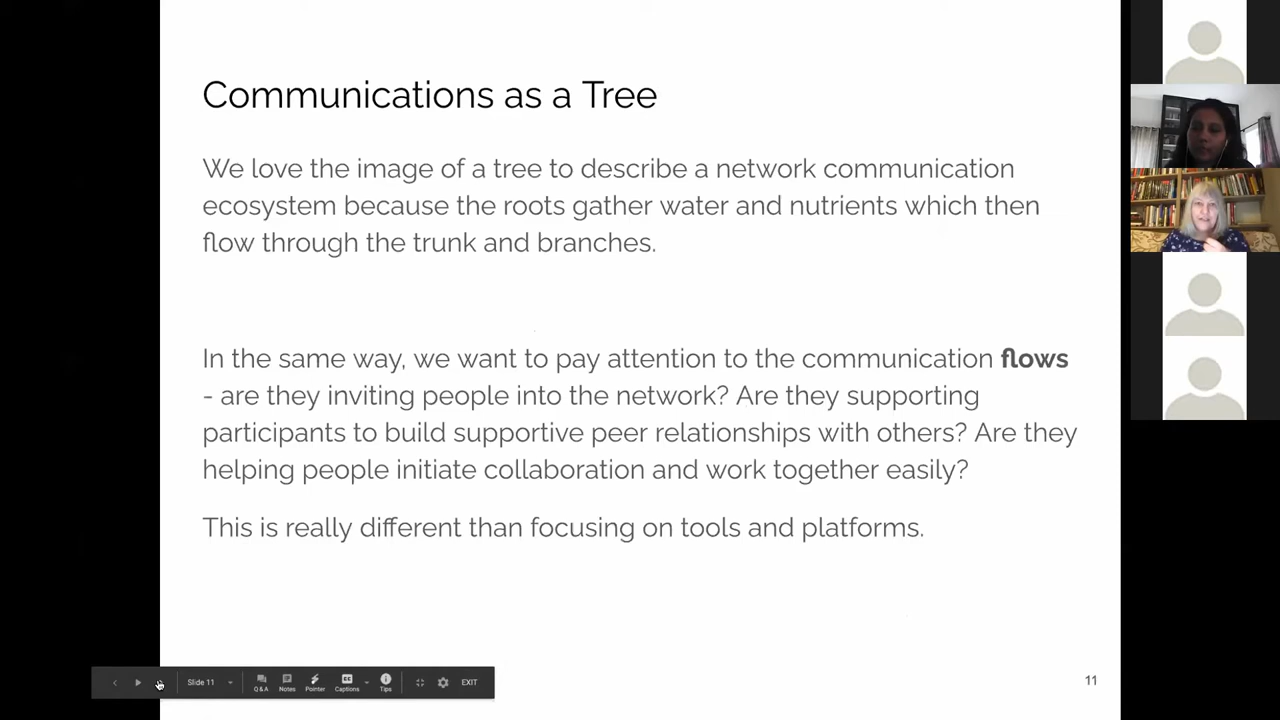 Communications as a Tree
We love the image of a tree to describe a network communication
ecosystem because the roots gather water and nutrients which then
flow through the trunk and branches.
In the same way, we want to pay attention to the communication flows
- are they inviting people into the network? Are they supporting
participants to build supportive peer relationships with others? Are they
helping people initiate collaboration and work together easily?
This is really different than focusing on tools and platforms.
11
Slide 11
Q&A
Notes
Pointer
Captions
Tips
EXIT